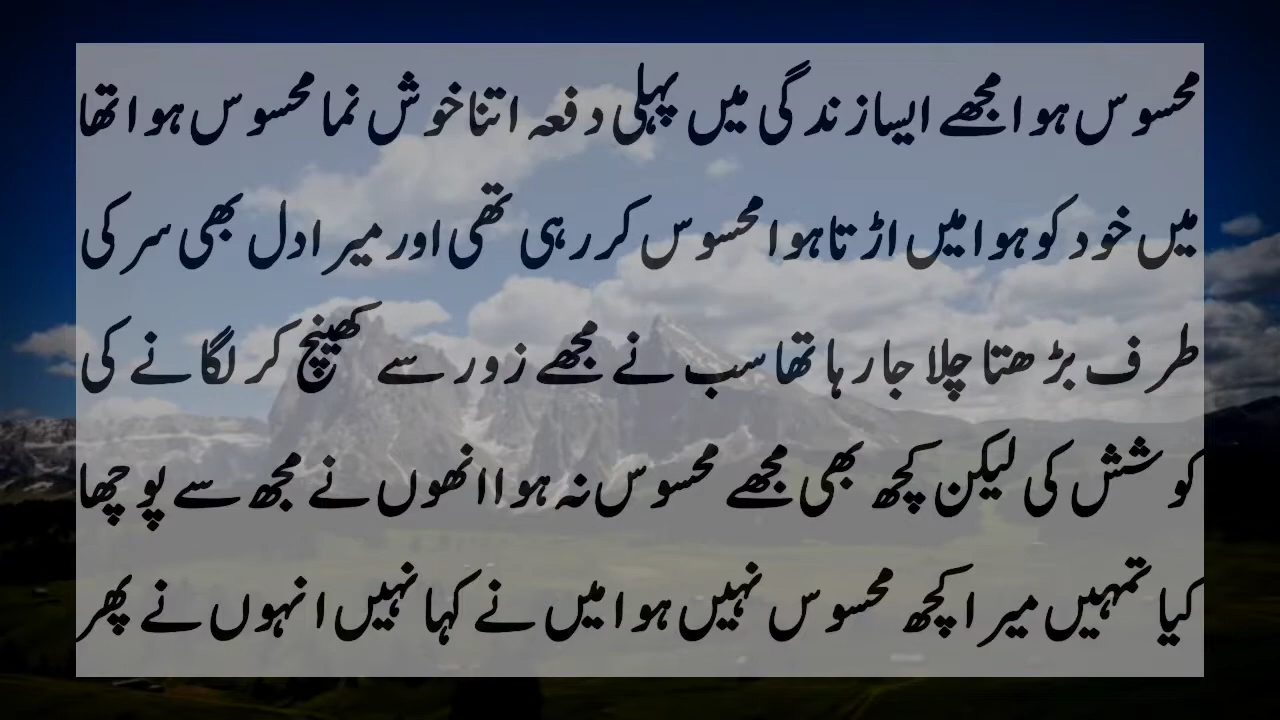 محسوس ہوا مجھے ایسا زندگی میں پہلی دفعہ اتنا خوش نما محسوس ہوا تھا
میں خود کو ہوا میں اڑتا ہوا محسوس کر رہی تھی اور میرا دل بھی سر کی
طرف بڑھتا چلا جا رہا تھا سب نے مجھے زور سے کھینچ کر لگانے کی
کوشش کی لیکن کچھ بھی مجھے محسوس نہ ہوا انھوں نے مجھ سے پوچھا
کیا تمہیں میرا کچھ محسوس نہیں ہوا میں نے کہا نہیں انہوں نے پھر